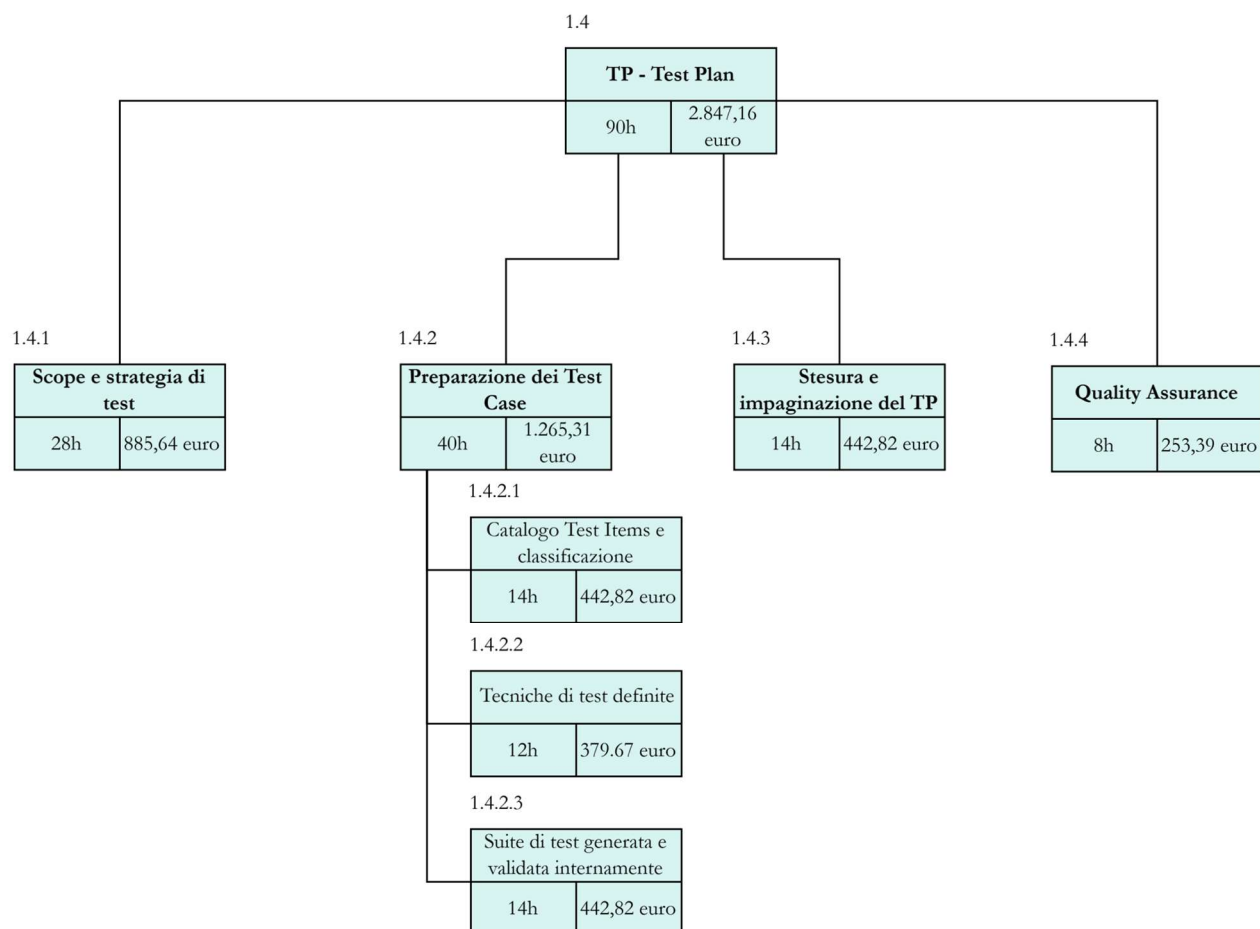 1.4
TP - Test Plan
90h
2.847,16
euro
1.4.1
Scope e strategia di
test
28h
885,64 euro
1.4.2
Preparazione dei Test
Case
40h
1.265,31
euro
1.4.3
Stesura e
impaginazione del TP
14h
442,82 euro
1.4.4
Quality Assurance
8h
253,39 euro
1.4.2.1
Catalogo Test Items e
classificazione
14h
442,82 euro
1.4.2.2
Tecniche di test definite
12h
379.67 euro
1.4.2.3
Suite di test generata e
validata internamente
14h
442,82 euro